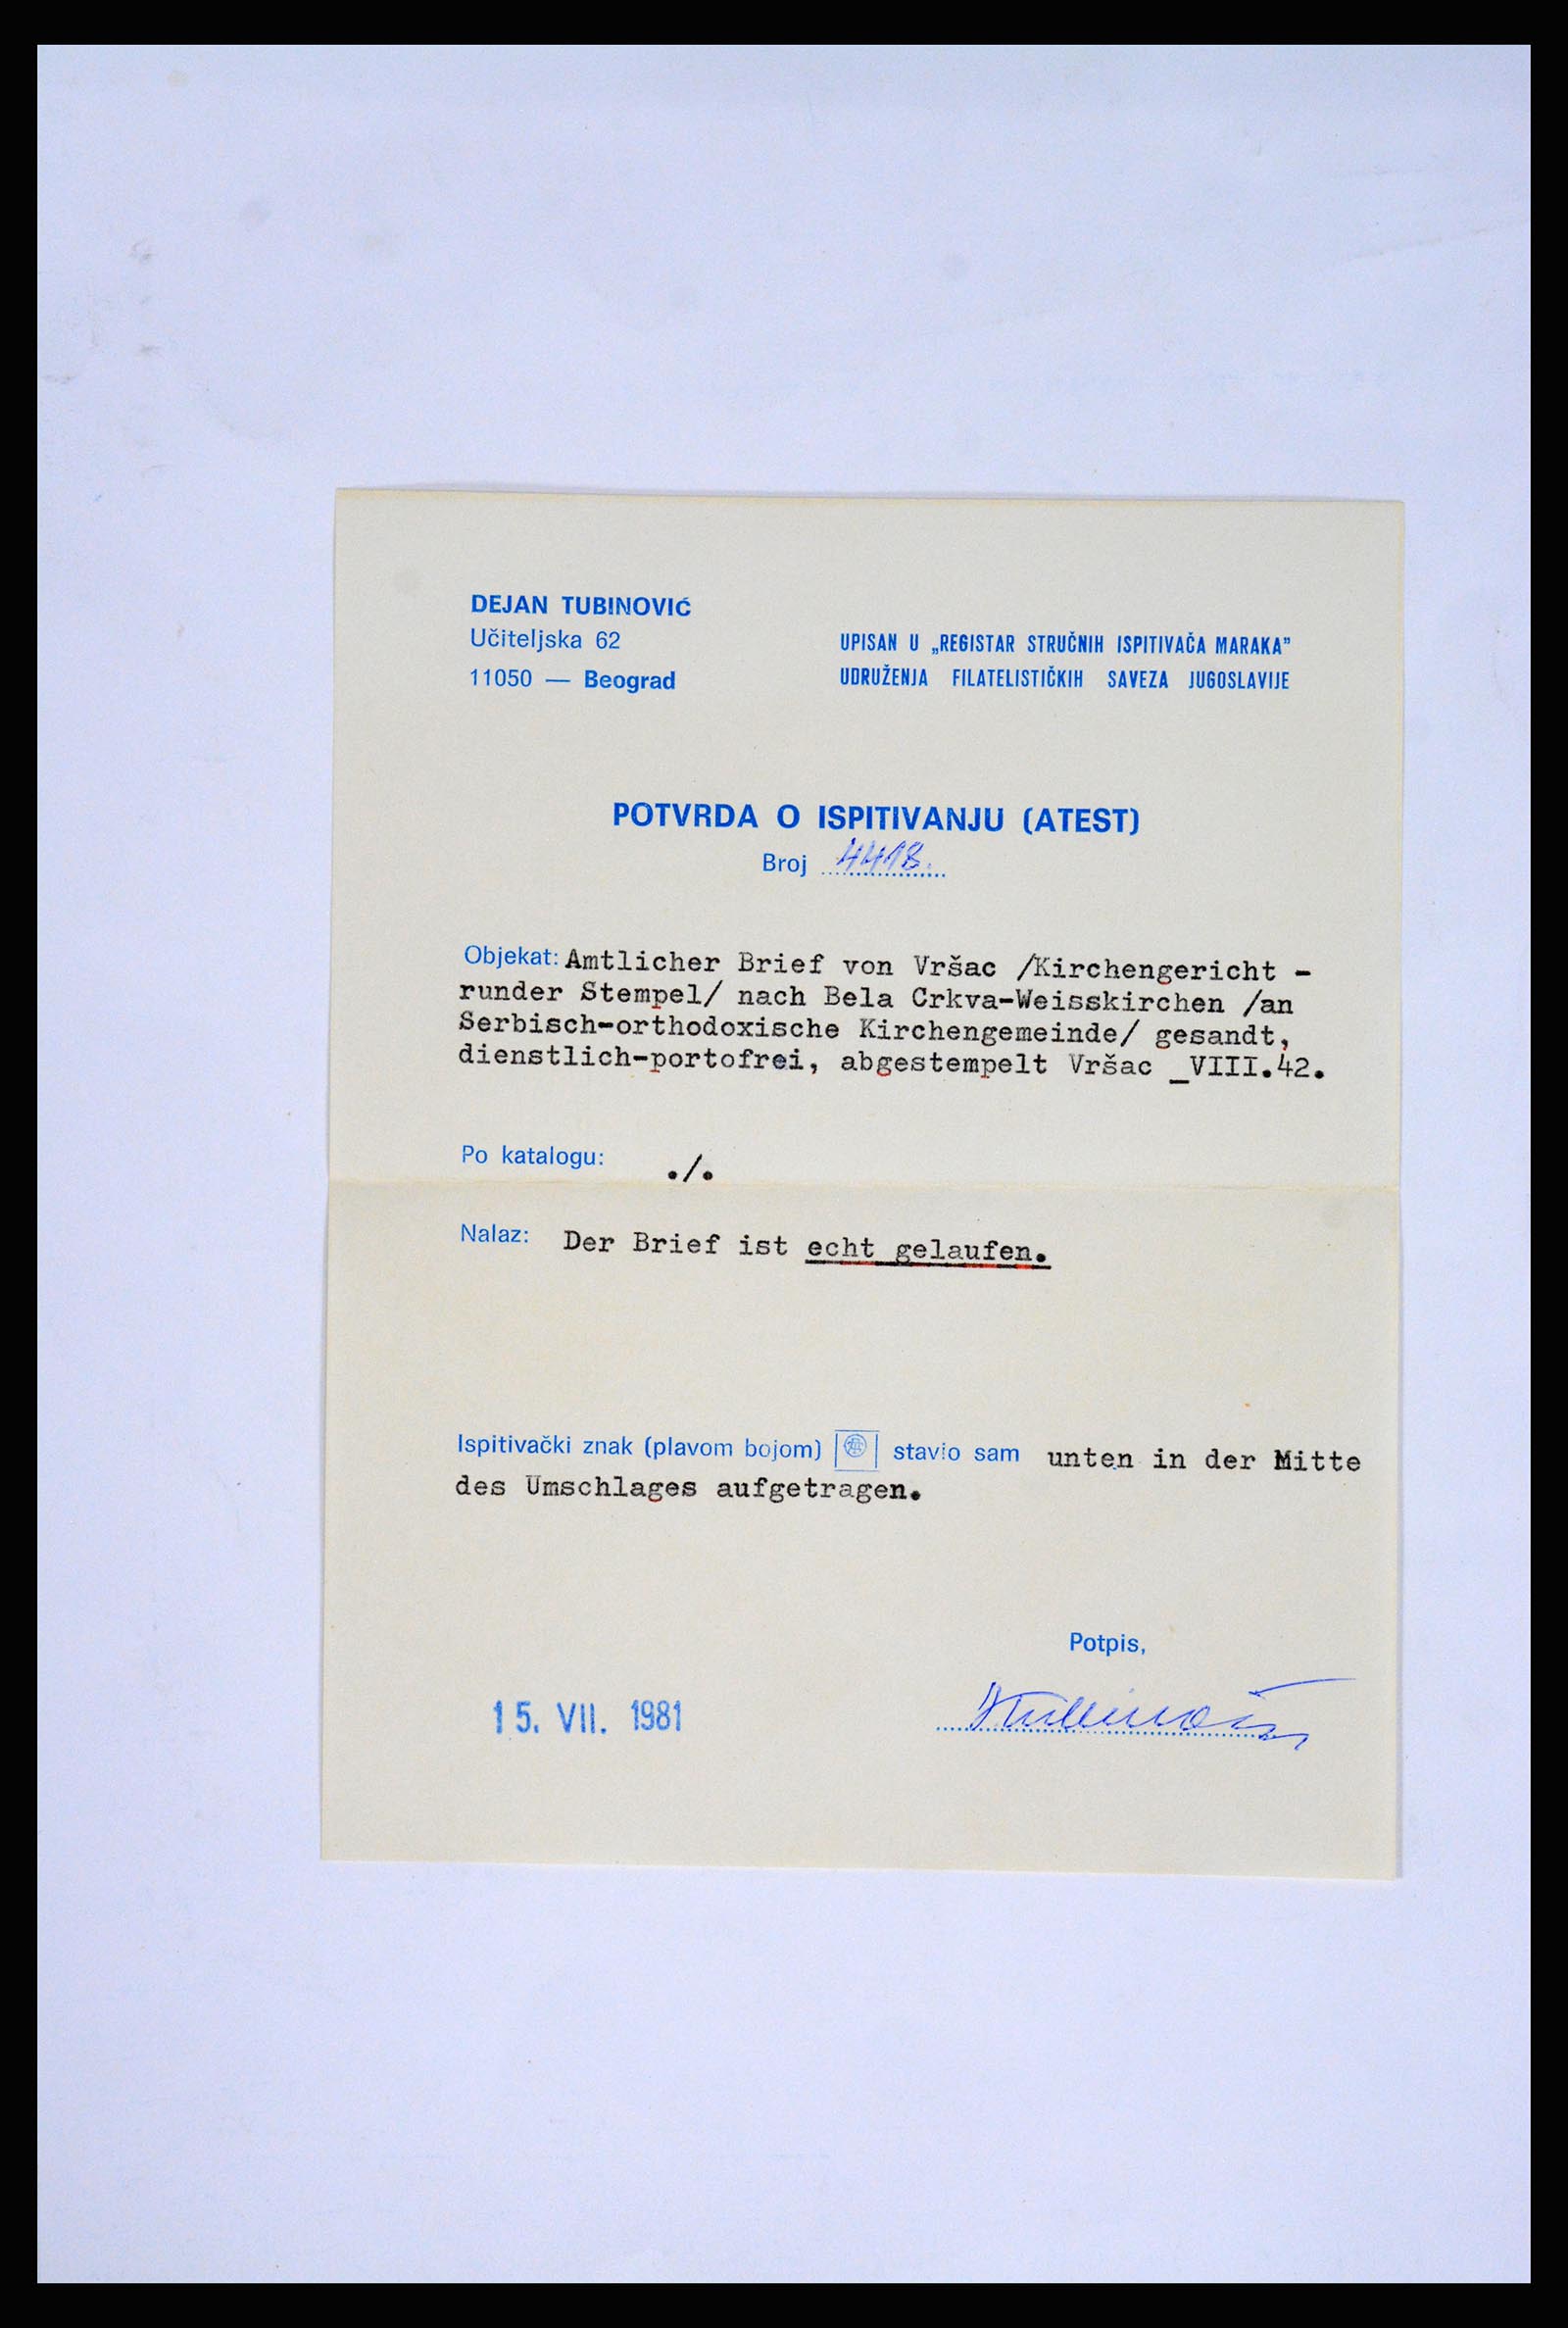 DEJAN TUBINOVIĆ
Učiteljska 62
11050 — Beograd
UPISAN U „REGISTAR STRUČNIH ISPITIVAČA MARAKA”
UDRUŽENJA FILATELISTIČKIH SAVEZA JUGOSLAVIJE
POTVRDA O ISPITIVANJU (ATEST)
Broj 4418.
Objekat: Amtlicher Brief von Vršac /Kirchengericht -
runder Stempel/ nach Bela Crkva-Weisskirchen /an
Serbisch-orthodoxische Kirchengemeinde/ gesandt,
dienstlich-portofrei, abgestempelt Vršac _VIII.42.
Po katalogu: ./.
Nalaz: Der Brief ist echt gelaufen.
Ispitivački znak (plavom bojom) stavio sam unten in der Mitte
des Umschlages aufgetragen.
Potpis,
15. VII. 1981